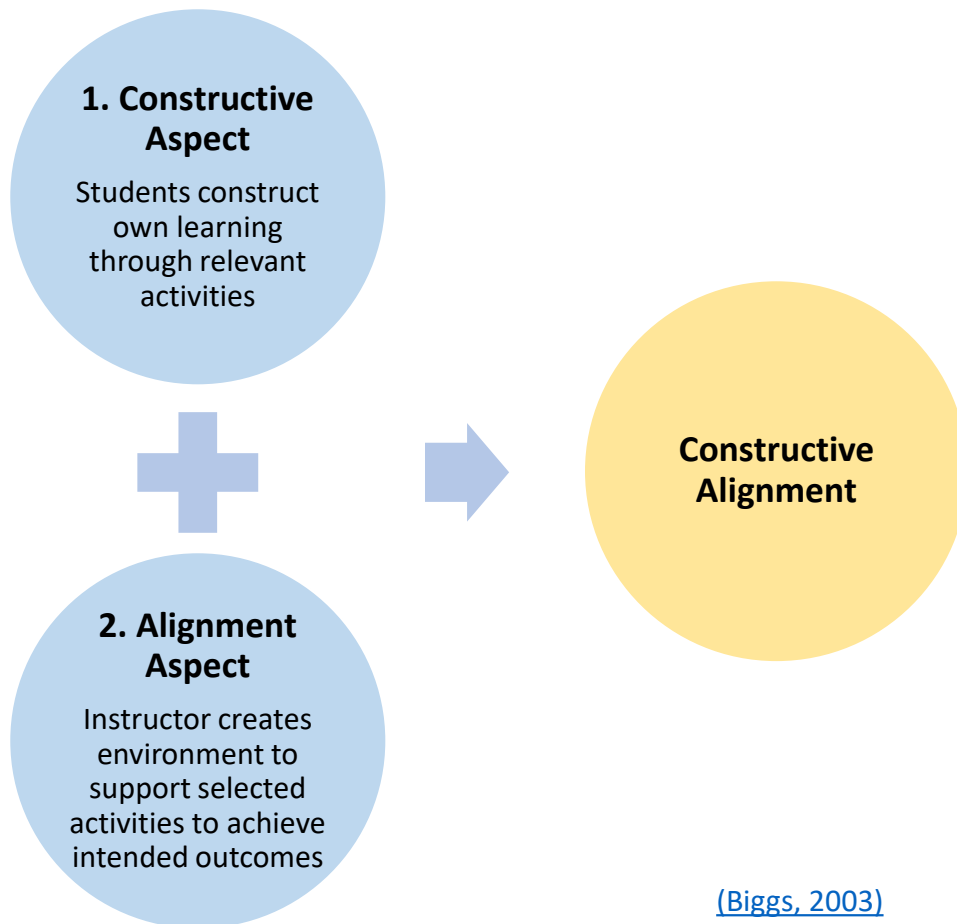 1. Constructive
Aspect
Students construct
own learning
through relevant
activities
2. Alignment
Aspect
Instructor creates
environment to
support selected
activities to achieve
intended outcomes
Constructive
Alignment
(Biggs, 2003)